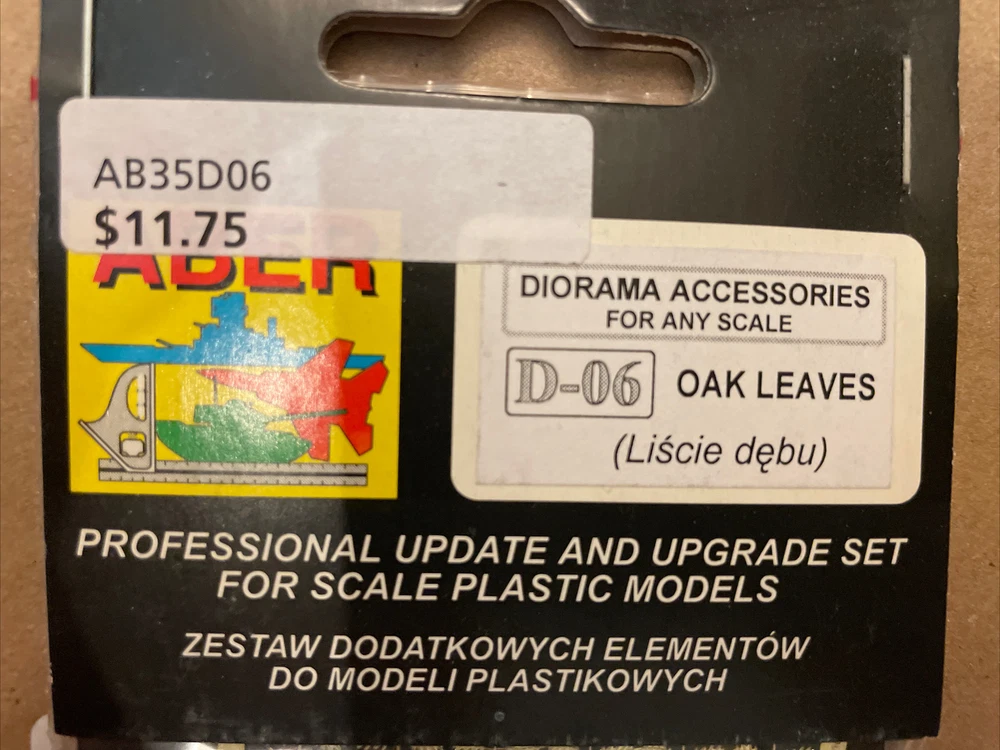 AB35D06
$11.75
ABER
DIORAMA ACCESSORIES
FOR ANY SCALE
D-06 OAK LEAVES
(Liście dębu)
PROFESSIONAL UPDATE AND UPGRADE SET
FOR SCALE PLASTIC MODELS
ZESTAW DODATKOWYCH ELEMENTÓW
DO MODELI PLASTIKOWYCH